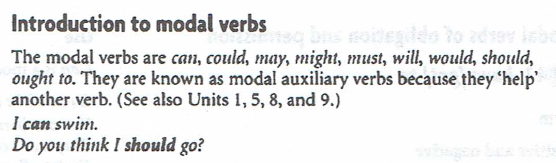 Introduction to modal verbs
The modal verbs are can, could, may, might, must, will, would, should,
ought to. They are known as modal auxiliary verbs because they ‘help’
another verb. (See also Units 1, 5, 8, and 9.)
I can swim.
Do you think I should go?